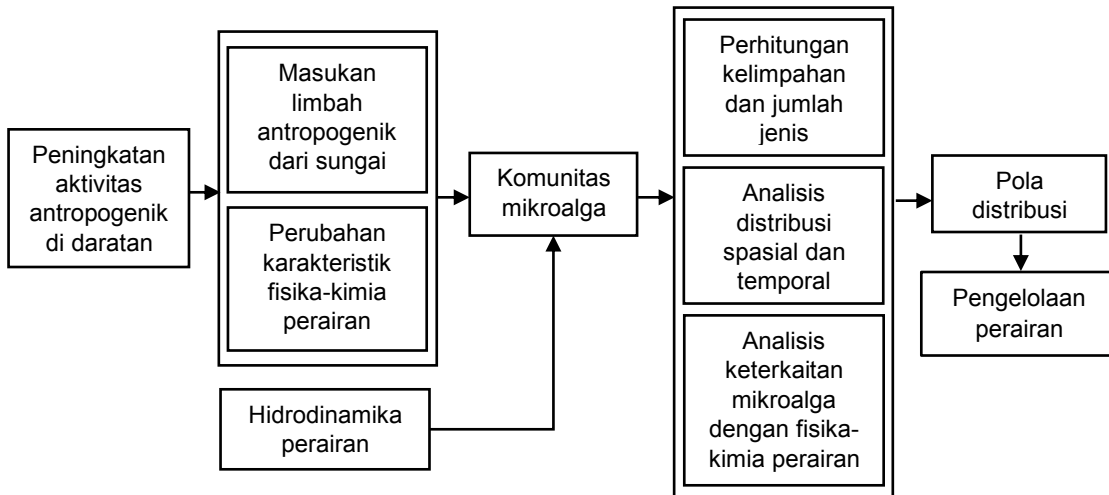 Peningkatan
aktivitas
antropogenik
di daratan
Masukan
limbah
antropogenik
dari sungai
Perubahan
karakteristik
fisika-kimia
perairan
Hidrodinamika
perairan
Komunitas
mikroalga
Perhitungan
kelimpahan
dan jumlah
jenis
Analisis
distribusi
spasial dan
temporal
Analisis
keterkaitan
mikroalga
dengan fisika-
kimia perairan
Pola
distribusi
Pengelolaan
perairan